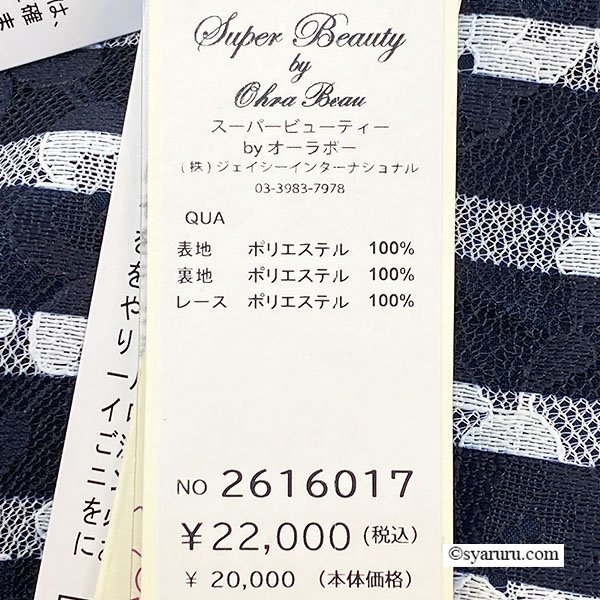 Super Beauty
by
Ohra Beau
スーパービューティー
by オーラボー
(株)ジェイシーインターナショナル
03-3983-7978
QUA
表地 ポリエステル 100%
裏地 ポリエステル 100%
レース ポリエステル 100%
NO 2616017
¥22,000(税込)
¥ 20,000 (本体価格)
©syaruru.com